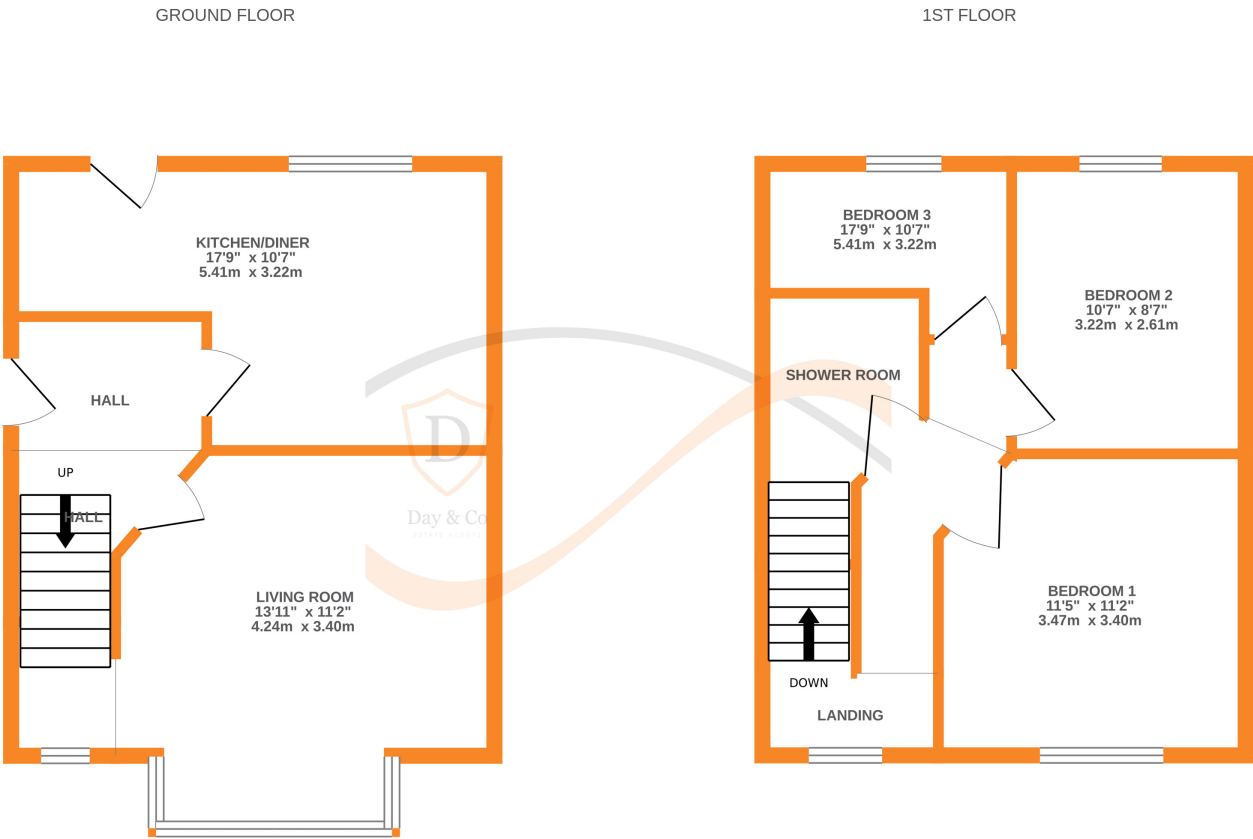 GROUND FLOOR
1ST FLOOR
KITCHEN/DINER
17'9" x 10'7"
5.41m x 3.22m
HALL
UP
HALL
LIVING ROOM
13'11" x 11'2"
4.24m x 3.40m
D
Day & Co
ESTATE AGENTS
BEDROOM 3
17'9" x 10'7"
5.41m x 3.22m
BEDROOM 2
10'7" x 8'7"
3.22m x 2.61m
SHOWER ROOM
BEDROOM 1
11'5" x 11'2"
3.47m x 3.40m
DOWN
LANDING